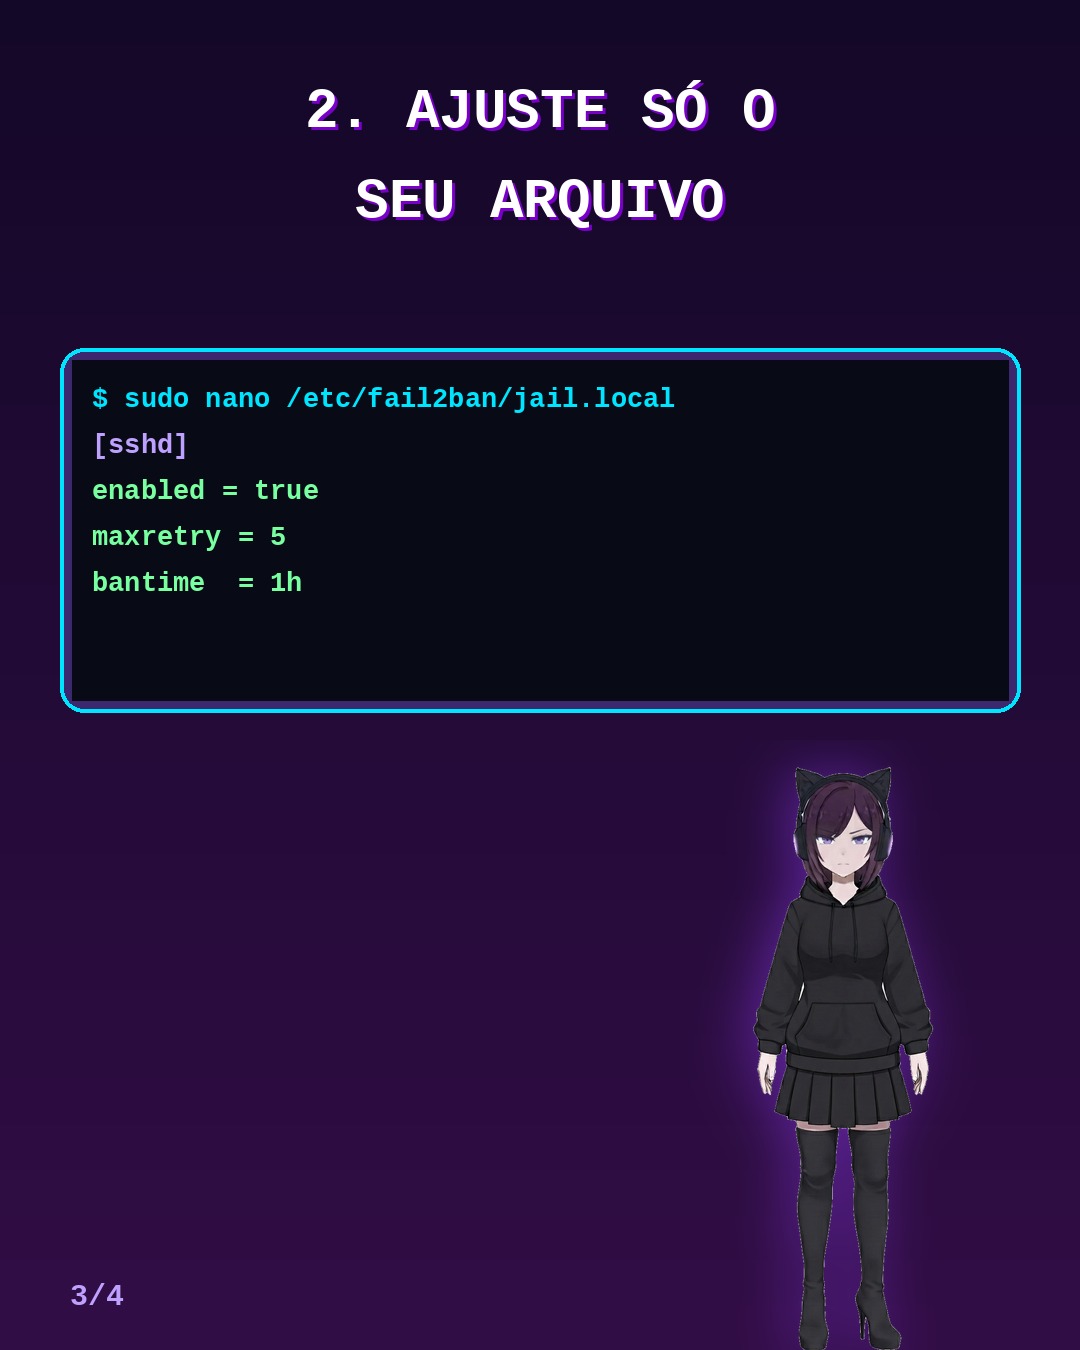 2. AJUSTE SÓ O
SEU ARQUIVO
$ sudo nano /etc/fail2ban/jail.local
[sshd]
enabled = true
maxretry = 5
bantime  = 1h
3/4